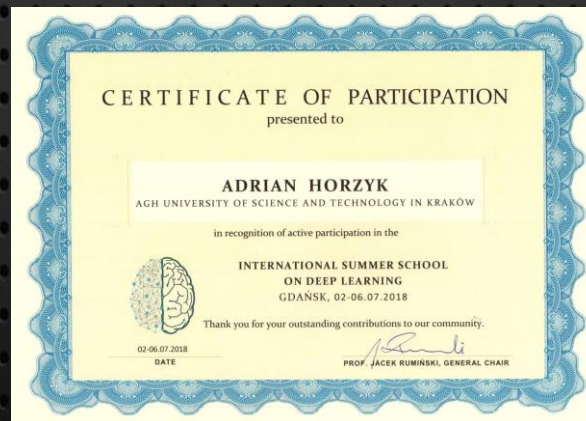 CERTIFICATE OF PARTICIPATION
presented to
ADRIAN HORZYK
AGH UNIVERSITY OF SCIENCE AND TECHNOLOGY IN KRAKÓW
in recognition of active participation in the
INTERNATIONAL SUMMER SCHOOL
ON DEEP LEARNING
GDAŃSK, 02-06.07.2018
Thank you for your outstanding contributions to our community.
02-06.07.2018
DATE
PROF. JACEK RUMIŃSKI, GENERAL CHAIR